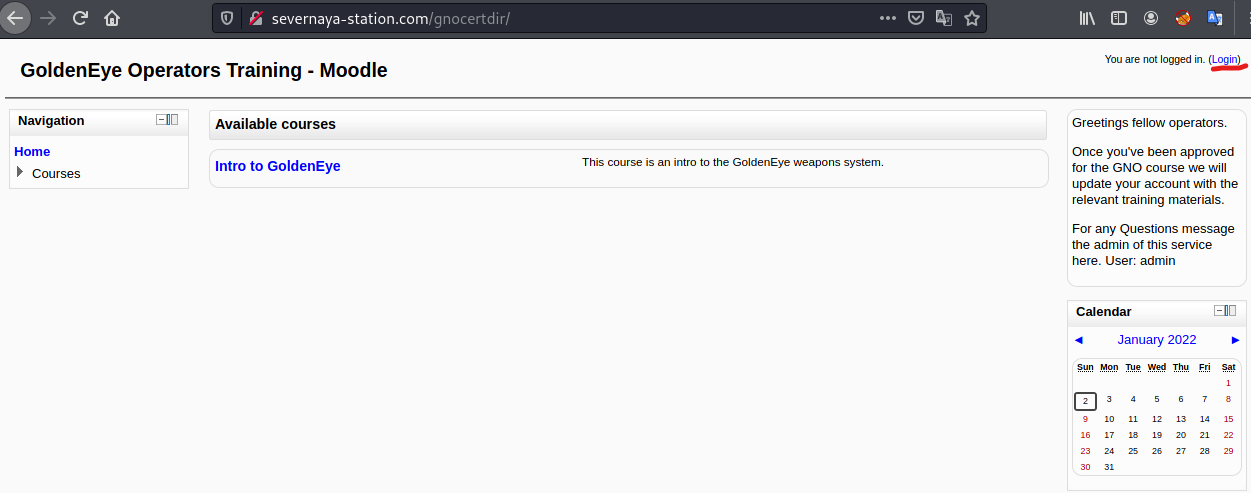 severnaya-station.com/gnocertdir/
You are not logged in. (Login)
GoldenEye Operators Training - Moodle
Navigation
Home
Courses
Available courses
Intro to GoldenEye
This course is an intro to the GoldenEye weapons system.
Greetings fellow operators.
Once you've been approved
for the GNO course we will
update your account with the
relevant training materials.
For any Questions message
the admin of this service
here. User: admin
Calendar
◄ January 2022 ►
Sun Mon Tue Wed Thu Fri Sat
1
2 3 4 5 6 7 8
9 10 11 12 13 14 15
16 17 18 19 20 21 22
23 24 25 26 27 28 29
30 31